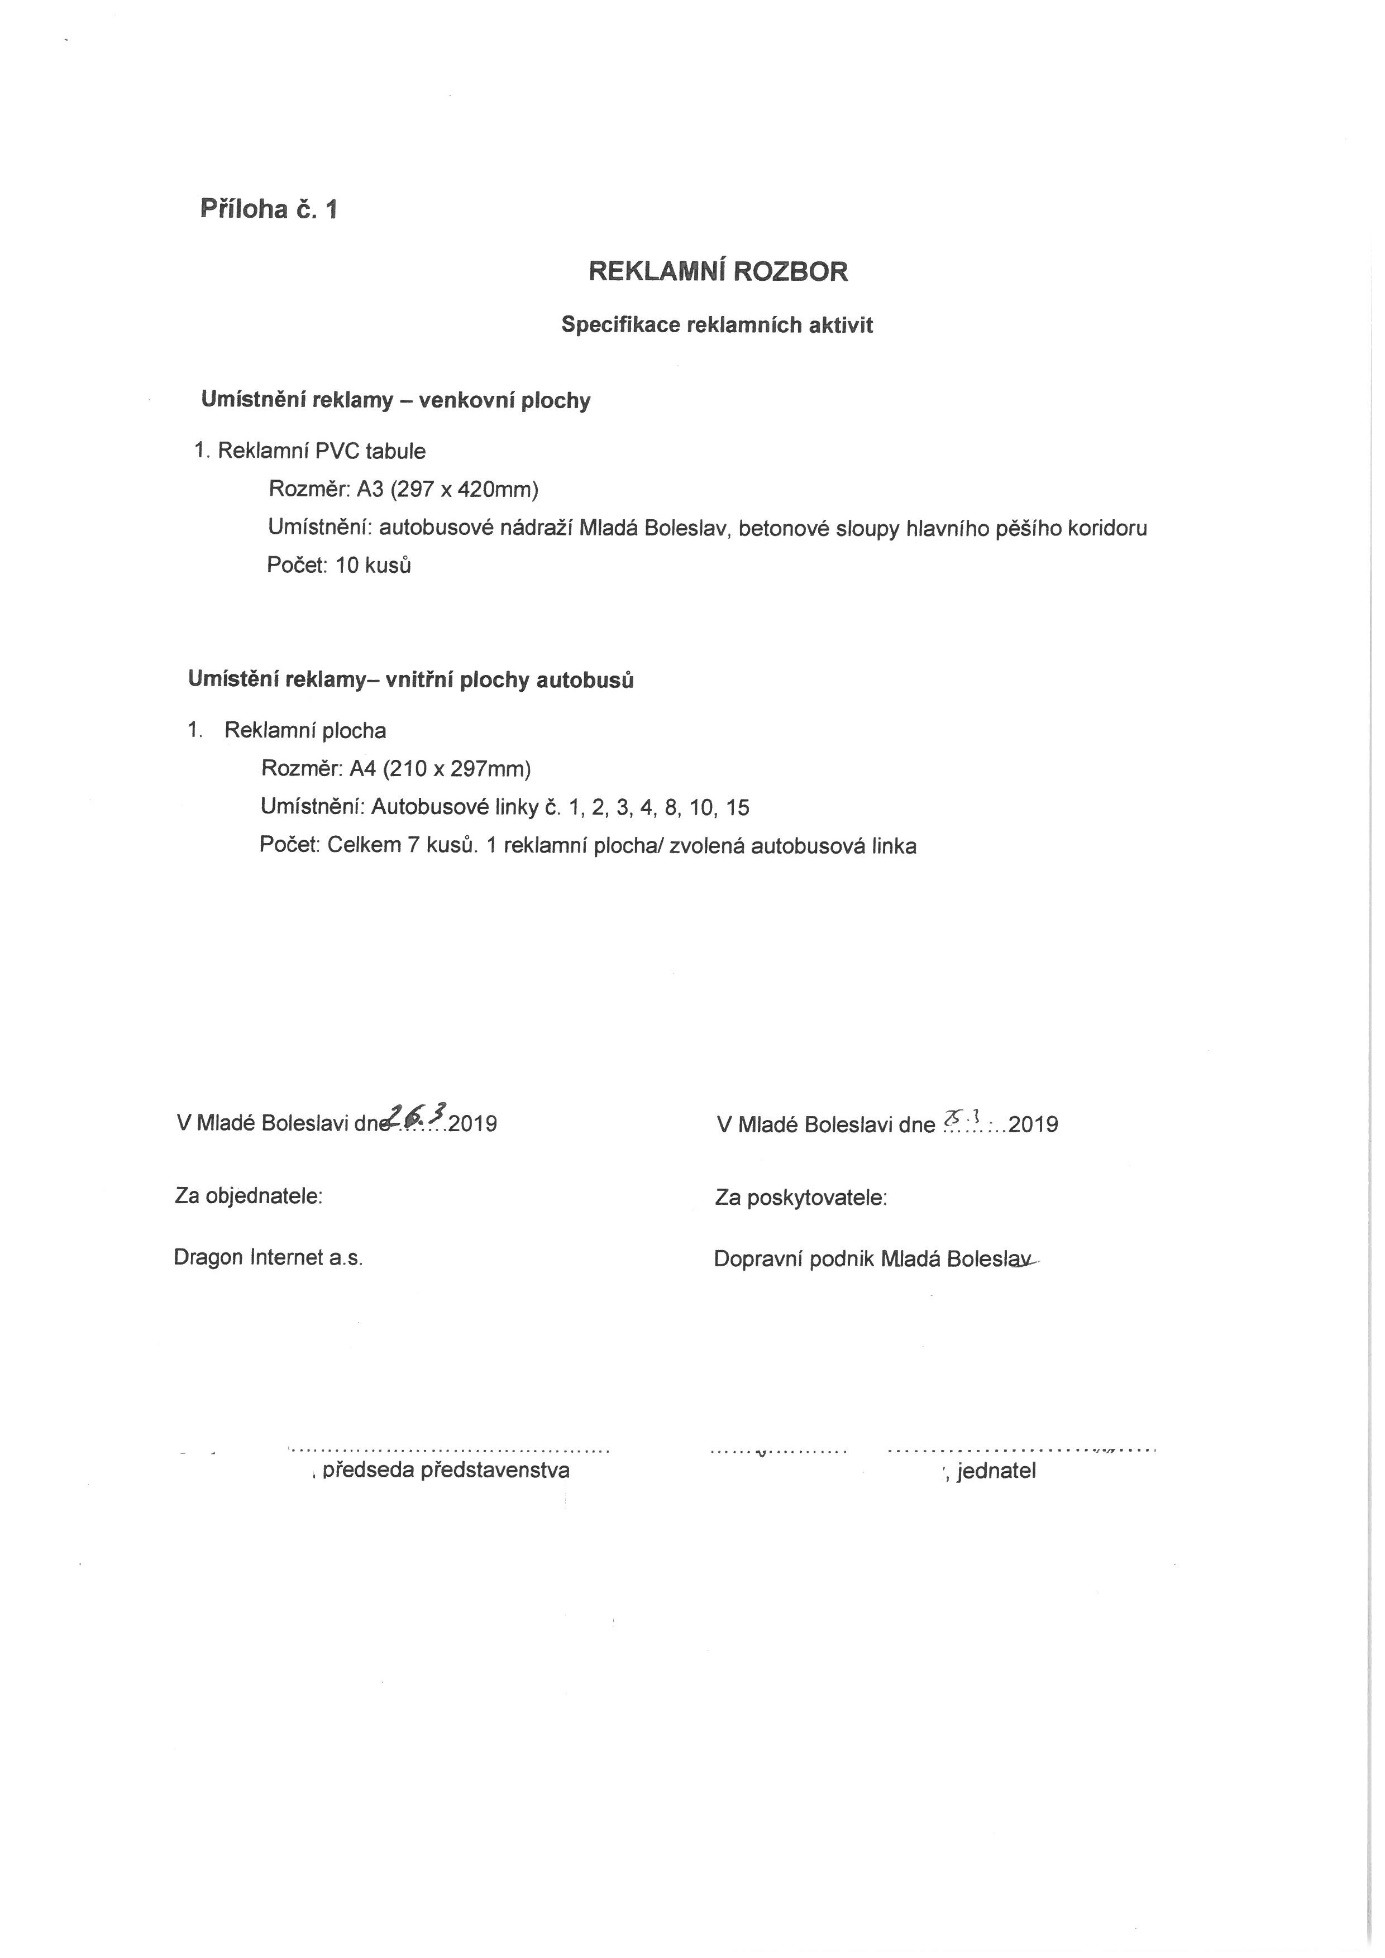 Příloha č. 1
REKLAMNÍ ROZBOR
Specifikace reklamních aktivit
Umístnění reklamy – venkovní plochy
1. Reklamní PVC tabule
Rozměr: A3 (297 x 420mm)
Umístnění: autobusové nádraží Mladá Boleslav, betonové sloupy hlavního pěšího koridoru
Počet: 10 kusů
Umístění reklamy– vnitřní plochy autobusů
1. Reklamní plocha
Rozměr: A4 (210 x 297mm)
Umístnění: Autobusové linky č. 1, 2, 3, 4, 8, 10, 15
Počet: Celkem 7 kusů. 1 reklamní plocha/ zvolená autobusová linka
V Mladé Boleslavi dne 26.3.2019
V Mladé Boleslavi dne 2019
Za objednatele:
Za poskytovatele:
Dragon Internet a.s.
Dopravní podnik Mladá Boleslav
, předseda představenstva
, jednatel